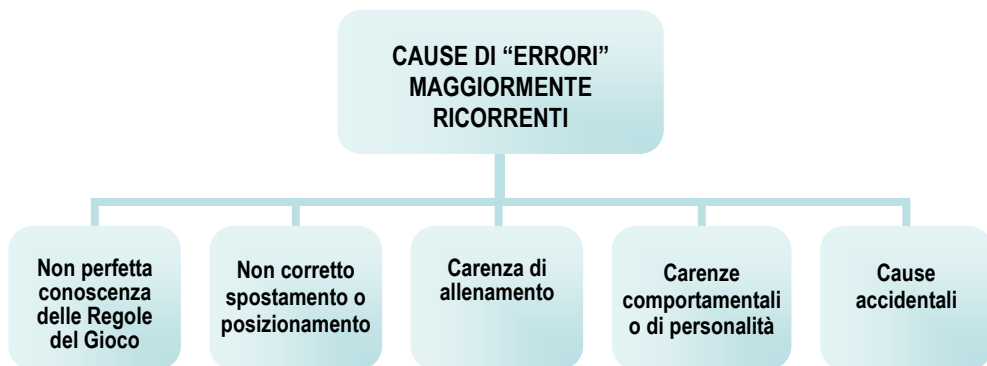 CAUSE DI “ERRORI”
MAGGIORMENTE
RICORRENTI
Non perfetta
conoscenza
delle Regole
del Gioco
Non corretto
spostamento o
posizionamento
Carenza di
allenamento
Carenze
comportamentali
o di personalità
Cause
accidentali